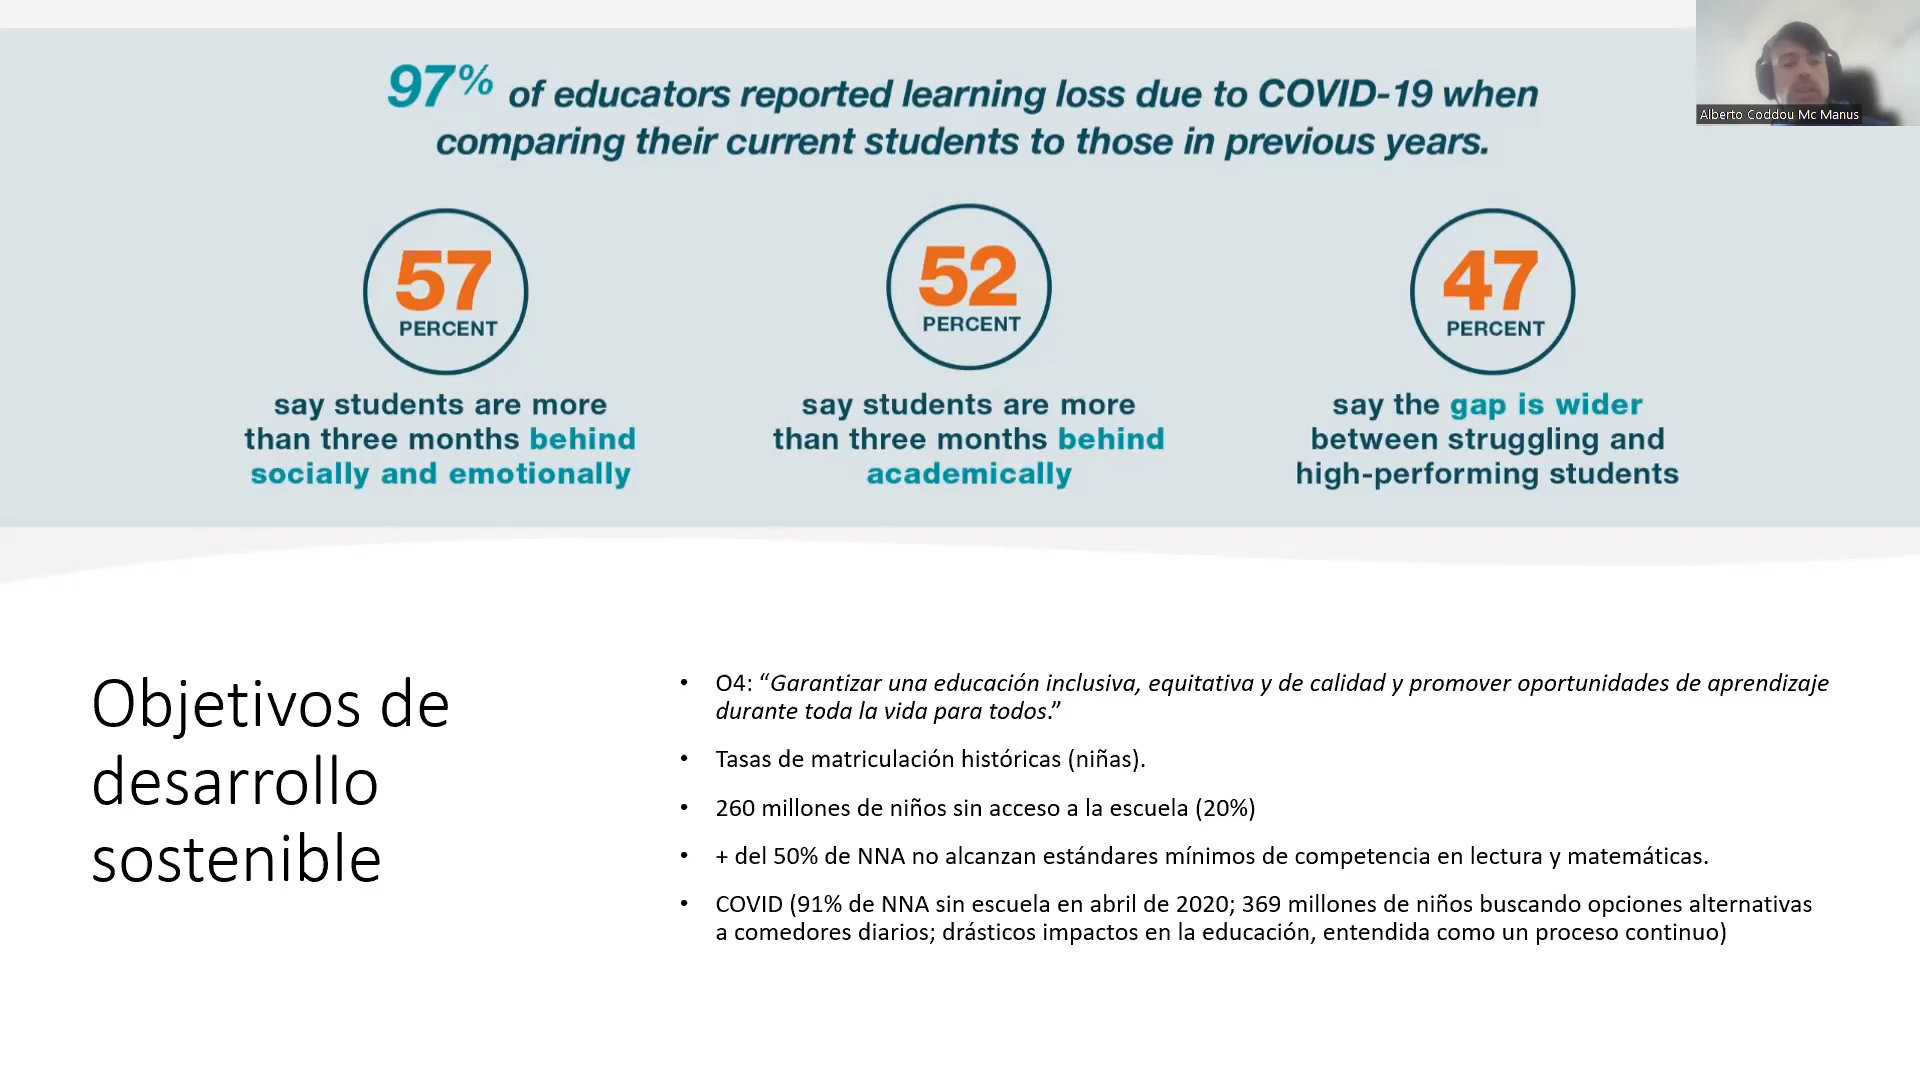 97% of educators reported learning loss due to COVID-19 when
comparing their current students to those in previous years.
Alberto Coddou Mc Manus
57
PERCENT
say students are more
than three months behind
socially and emotionally
52
PERCENT
say students are more
than three months behind
academically
47
PERCENT
say the gap is wider
between struggling and
high-performing students
Objetivos de
desarrollo
sostenible
• O4: “Garantizar una educación inclusiva, equitativa y de calidad y promover oportunidades de aprendizaje
durante toda la vida para todos.”
• Tasas de matriculación históricas (niñas).
• 260 millones de niños sin acceso a la escuela (20%)
• + del 50% de NNA no alcanzan estándares mínimos de competencia en lectura y matemáticas.
• COVID (91% de NNA sin escuela en abril de 2020; 369 millones de niños buscando opciones alternativas
a comedores diarios; drásticos impactos en la educación, entendida como un proceso continuo)